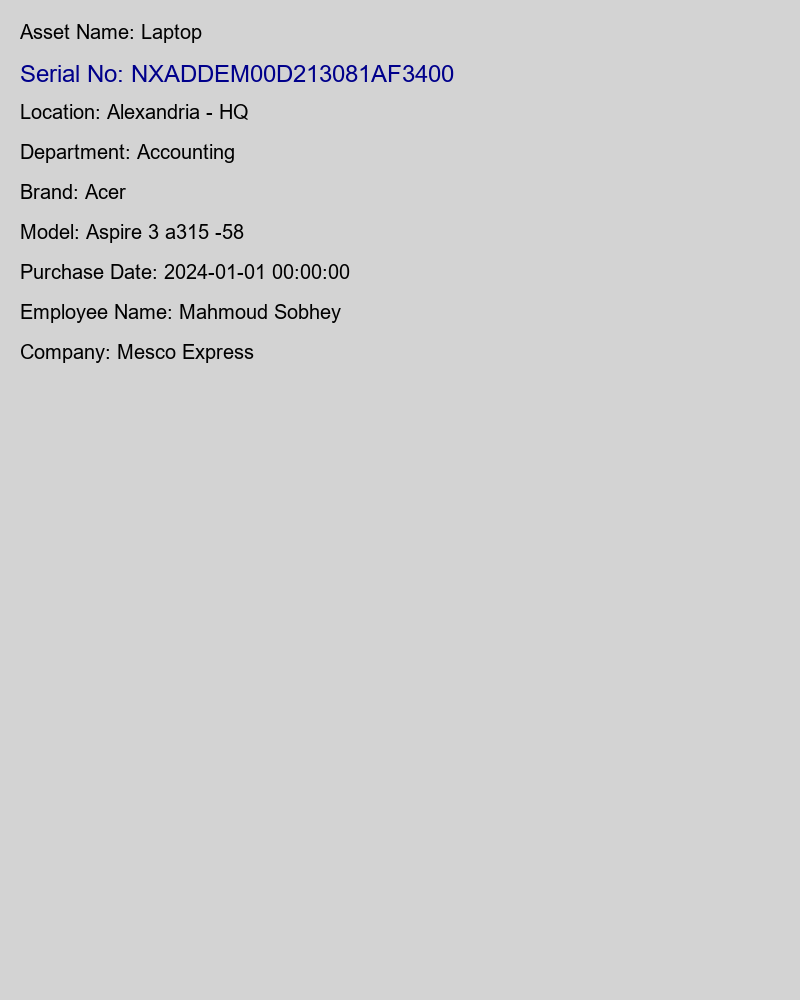 Asset Name: Laptop
Serial No: NXADDEM00D213081AF3400
Location: Alexandria - HQ
Department: Accounting
Brand: Acer
Model: Aspire 3 a315 -58
Purchase Date: 2024-01-01 00:00:00
Employee Name: Mahmoud Sobhey
Company: Mesco Express